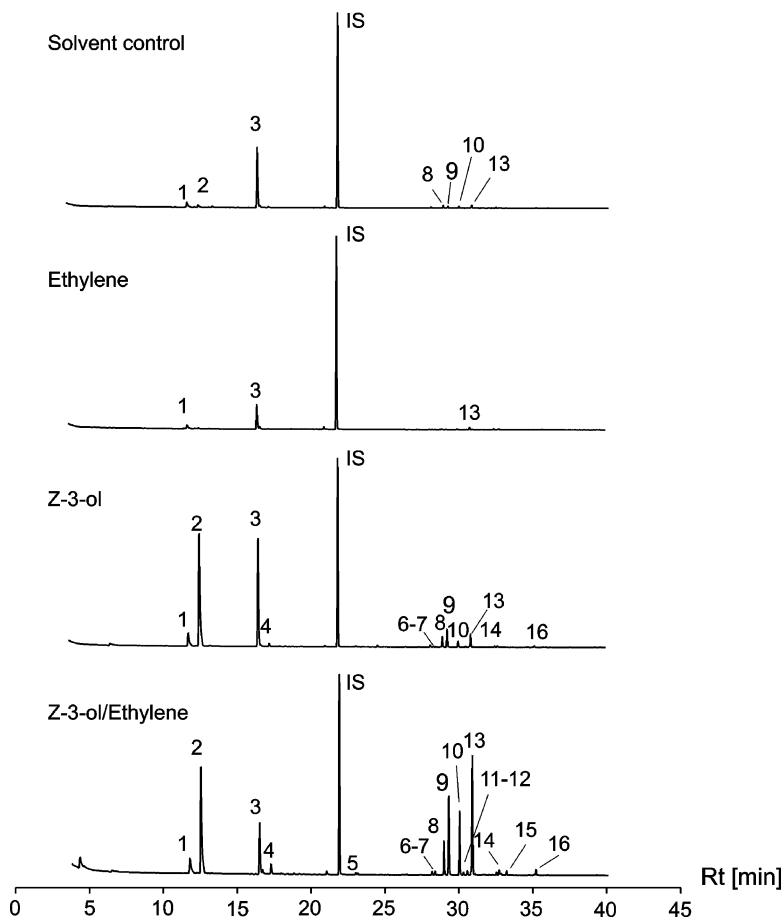 IS
Solvent control
3
10
8 9 13
1 2
IS
Ethylene
3
1 13
IS
Z-3-ol
2 3
9 13
1 4 6-7 8 10 14 16
IS
Z-3-ol/Ethylene
2
10 13
9 11-12
3
8
1 4 6-7 14 15 16
5
Rt [min]
0 5 10 15 20 25 30 35 40 45